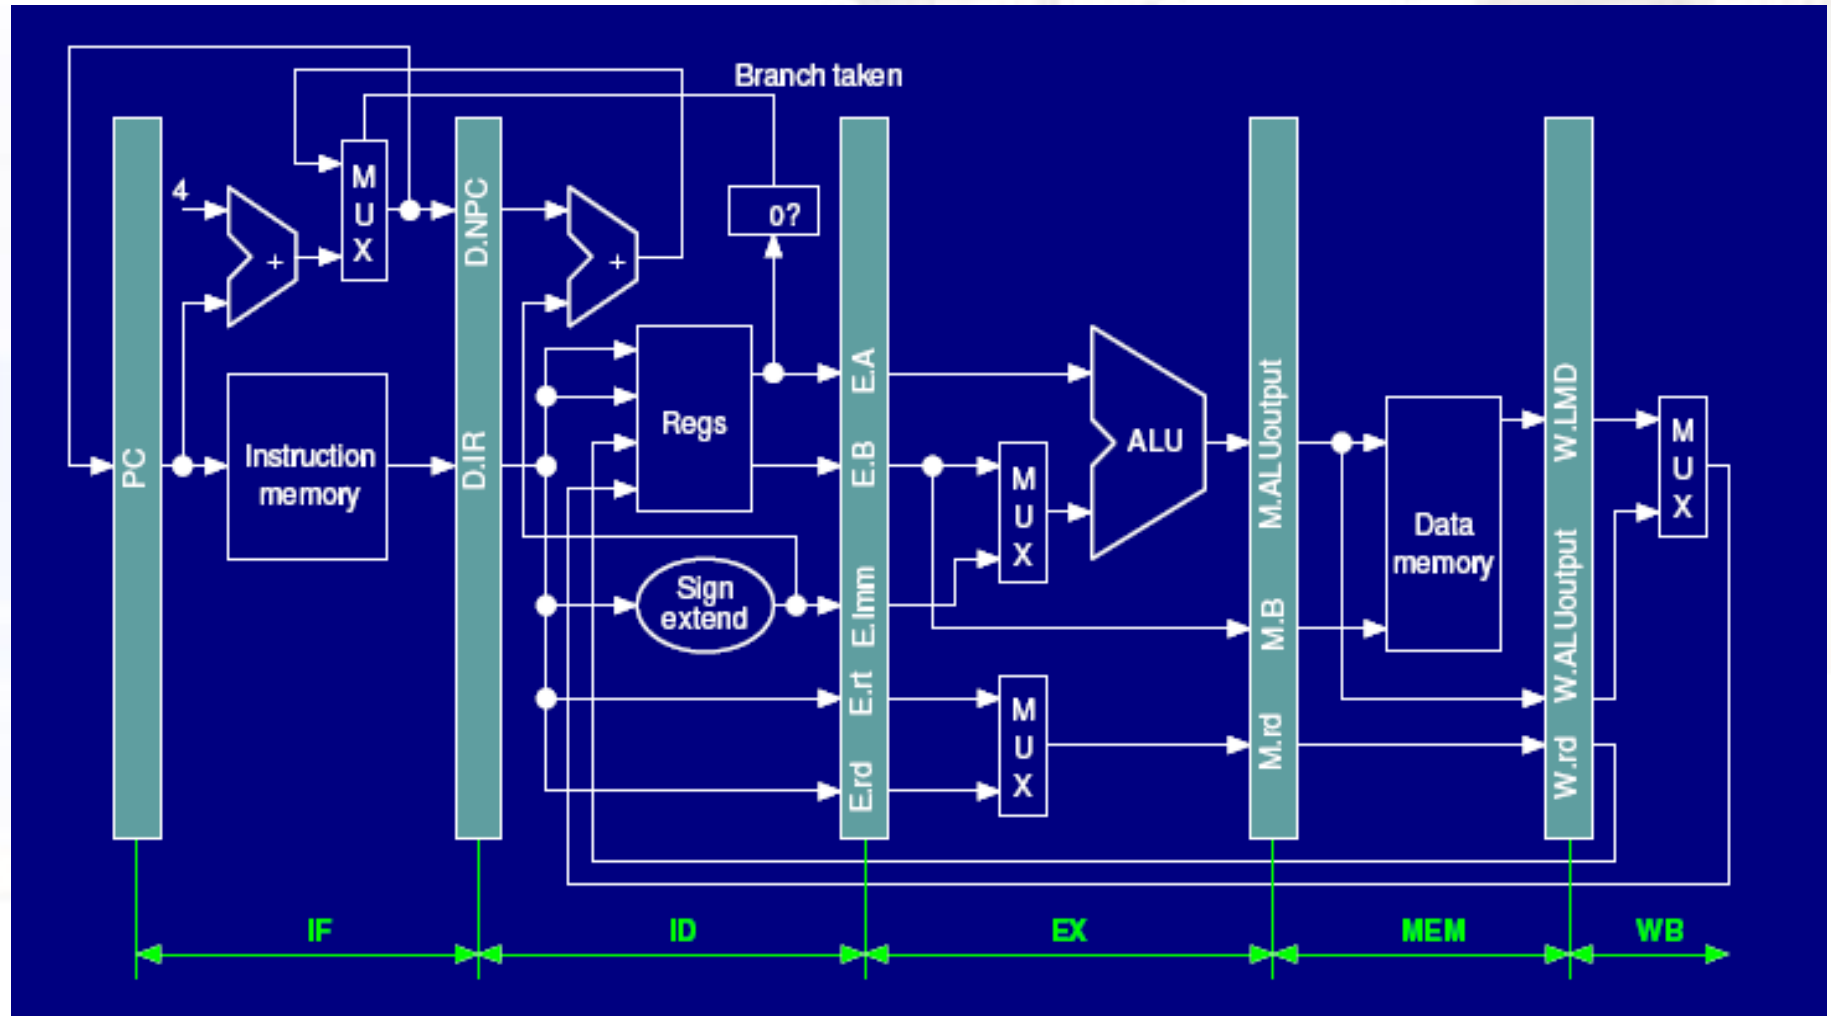 Branch taken
4
+
M
U
X
PC
Instruction
memory
D.NPC
D.IR
+
0?
Regs
Sign
extend
E.A
E.B
E.Imm
E.rt
E.rd
M
U
X
M
U
X
ALU
M.ALUoutput
M.B
M.rd
Data
memory
W.LMD
W.ALUoutput
W.rd
M
U
X
IF
ID
EX
MEM
WB